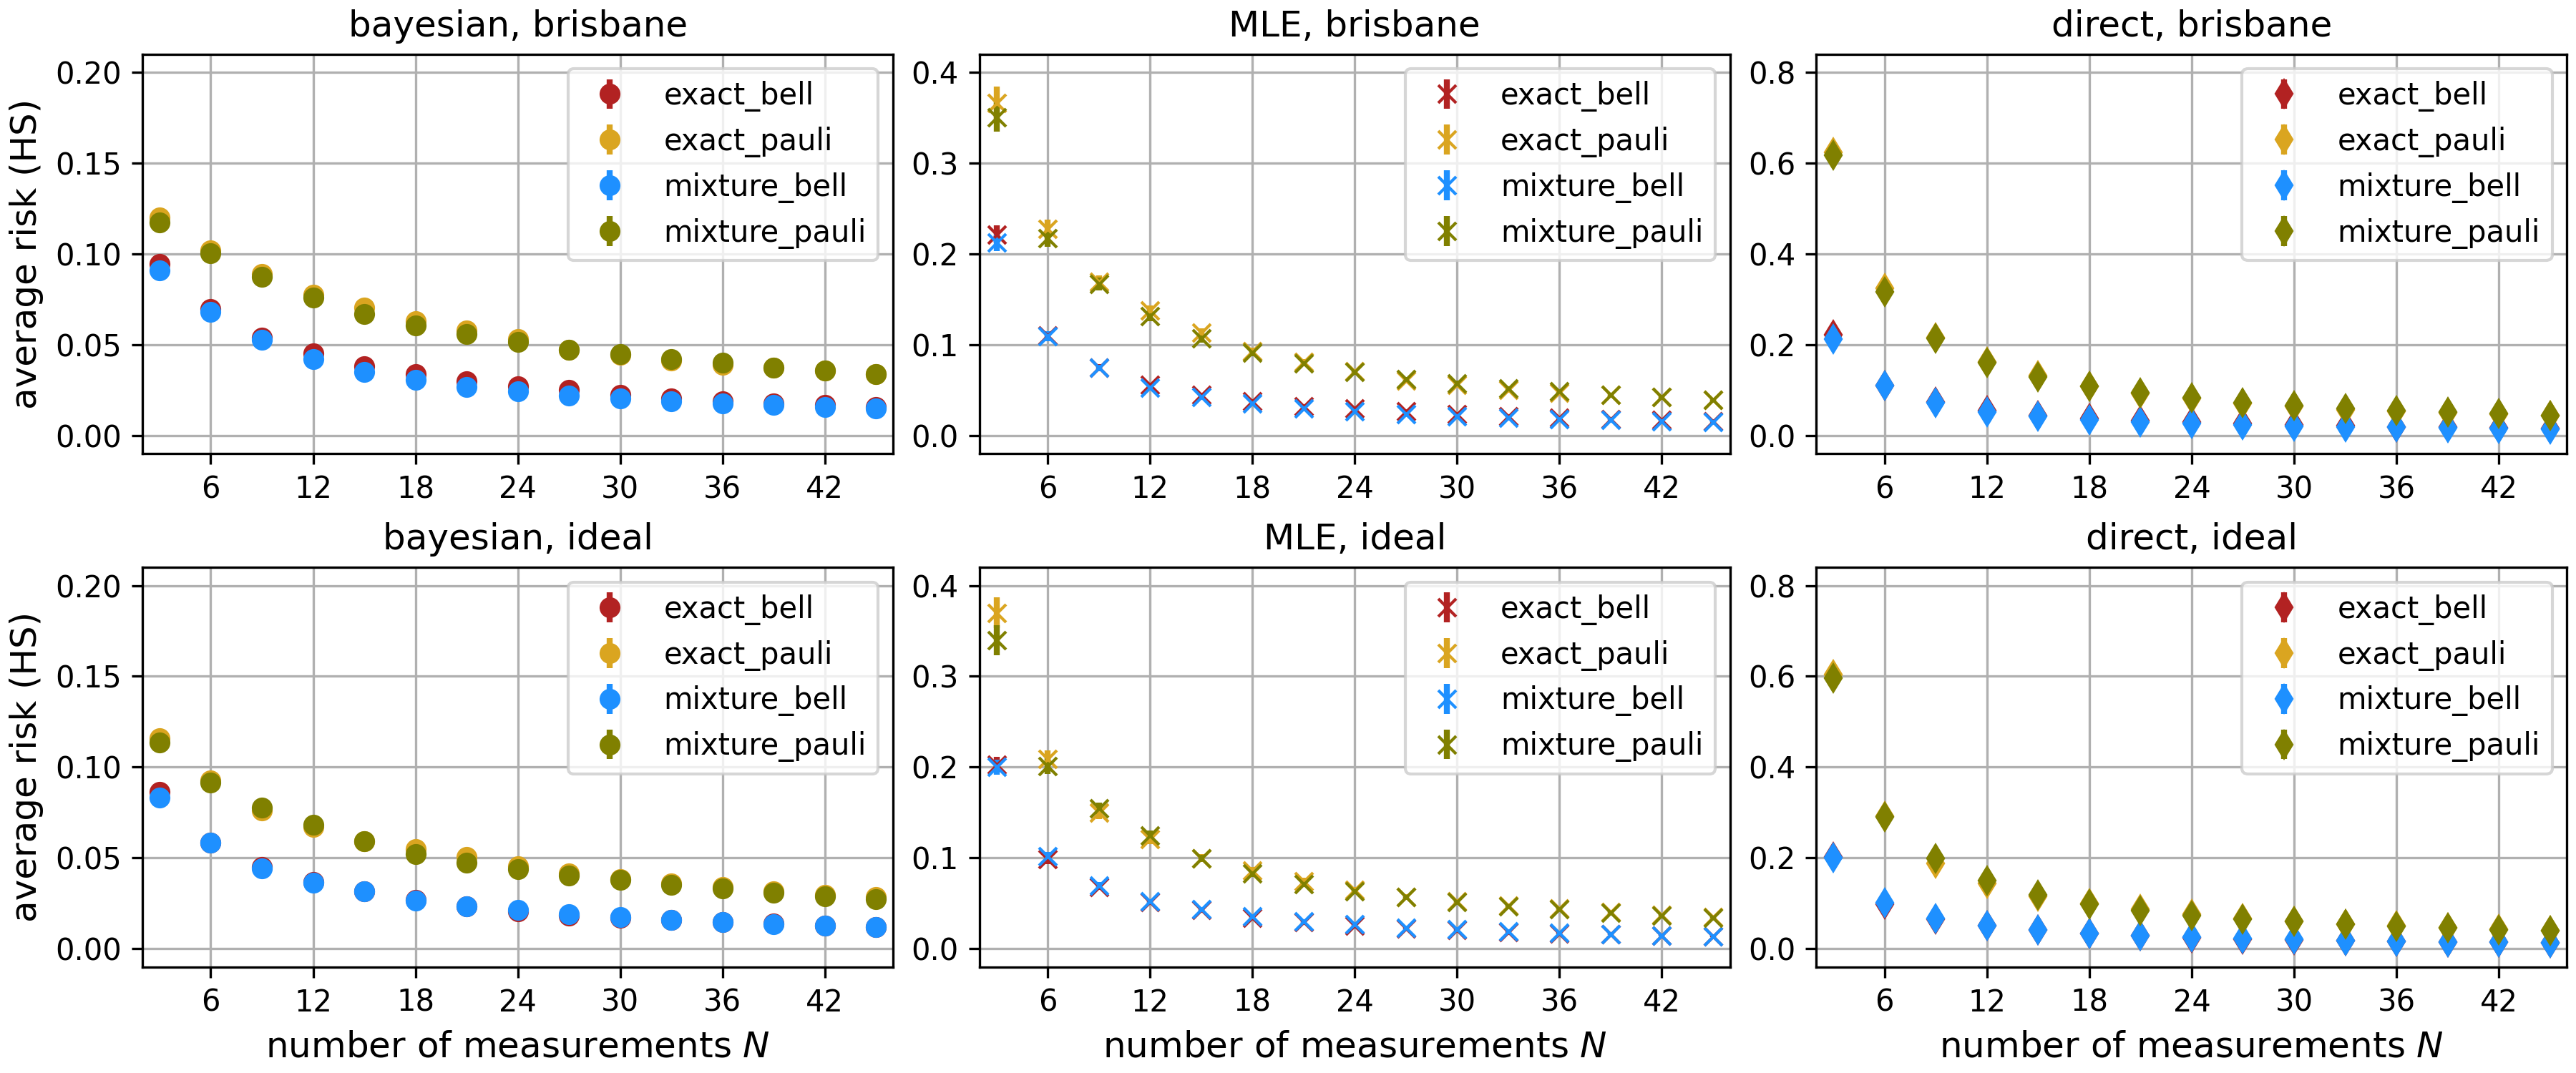 bayesian, brisbane
average risk (HS)
0.20
0.15
0.10
0.05
0.00
6 12 18 24 30 36 42
exact_bell
exact_pauli
mixture_bell
mixture_pauli
MLE, brisbane
0.4
0.3
0.2
0.1
0.0
6 12 18 24 30 36 42
exact_bell
exact_pauli
mixture_bell
mixture_pauli
direct, brisbane
0.8
0.6
0.4
0.2
0.0
6 12 18 24 30 36 42
exact_bell
exact_pauli
mixture_bell
mixture_pauli
bayesian, ideal
average risk (HS)
0.20
0.15
0.10
0.05
0.00
6 12 18 24 30 36 42
number of measurements N
exact_bell
exact_pauli
mixture_bell
mixture_pauli
MLE, ideal
0.4
0.3
0.2
0.1
0.0
6 12 18 24 30 36 42
number of measurements N
exact_bell
exact_pauli
mixture_bell
mixture_pauli
direct, ideal
0.8
0.6
0.4
0.2
0.0
6 12 18 24 30 36 42
number of measurements N
exact_bell
exact_pauli
mixture_bell
mixture_pauli